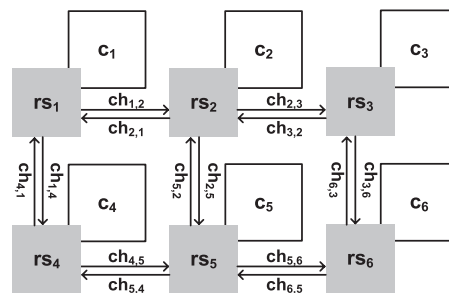 c1 c2 c3
rs1 ch1,2 rs2 ch2,3 rs3
ch2,1 ch3,2
ch4,1 ch1,4 ch5,2 ch2,5 ch6,3 ch3,6
c4 c5 c6
rs4 ch4,5 rs5 ch5,6 rs6
ch5,4 ch6,5